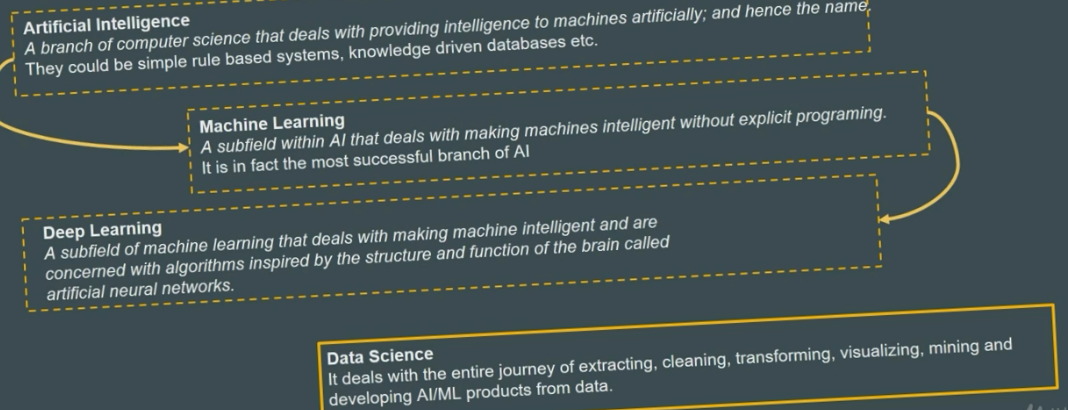 Artificial Intelligence
A branch of computer science that deals with providing intelligence to machines artificially; and hence the name.
They could be simple rule based systems, knowledge driven databases etc.
Machine Learning
A subfield within AI that deals with making machines intelligent without explicit programing.
It is in fact the most successful branch of AI
Deep Learning
A subfield of machine learning that deals with making machine intelligent and are
concerned with algorithms inspired by the structure and function of the brain called
artificial neural networks.
Data Science
It deals with the entire journey of extracting, cleaning, transforming, visualizing, mining and
developing AI/ML products from data.